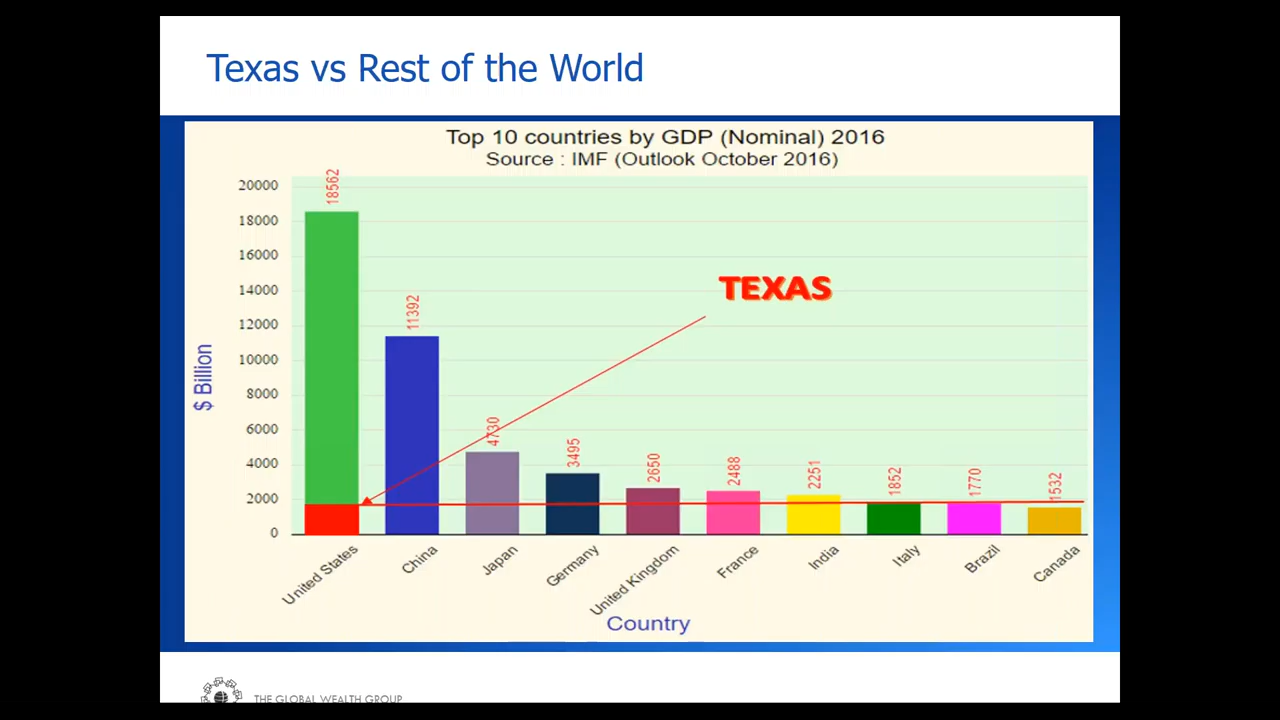 Texas vs Rest of the World
Top 10 countries by GDP (Nominal) 2016
Source : IMF (Outlook October 2016)
$ Billion
20000
18000
16000
14000
12000
10000
8000
6000
4000
2000
0
18562
11392
4730
3495
2650
2488
2251
1852
1770
1532
TEXAS
United States
China
Japan
Germany
United Kingdom
France
India
Italy
Brazil
Canada
Country
THE GLOBAL WEALTH GROUP